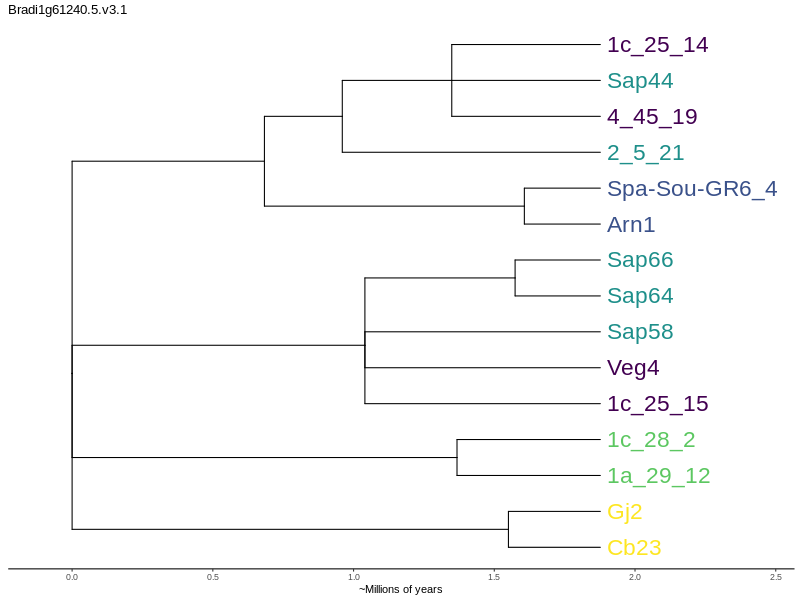 Bradi1g61240.5.v3.1
1c_25_14
Sap44
4_45_19
2_5_21
Spa-Sou-GR6_4
Arn1
Sap66
Sap64
Sap58
Veg4
1c_25_15
1c_28_2
1a_29_12
Gj2
Cb23
0.0 0.5 1.0 1.5 2.0 2.5
~Millions of years